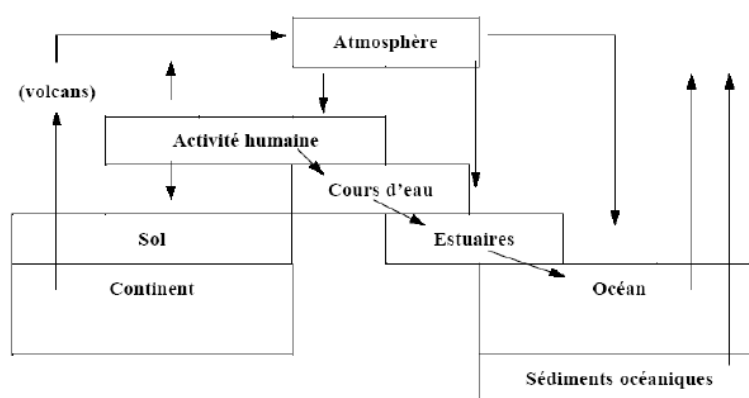 Atmosphère
(volcans)
Activité humaine
Cours d'eau
Sol
Estuaires
Continent
Océan
Sédiments océaniques